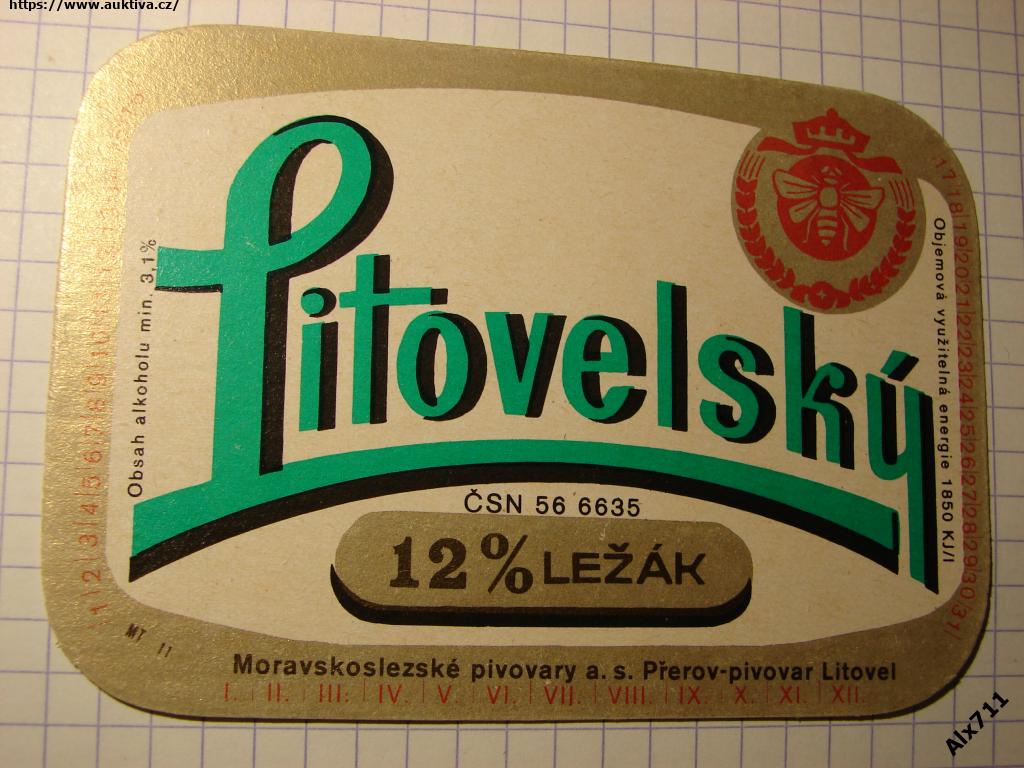 https://www.auktiva.cz/
Litovelský
ČSN 56 6635
12% LEŽÁK
Obsah alkoholu min. 3,1%
Objemová využitelná energie 1850 KJ/l
1 2 3 4 5 6 7 8 9 10 11
17 18 19 20 21 22 23 24 25 26 27 28 29 30 31
MT 11
Moravskoslezské pivovary a. s. Přerov-pivovar Litovel
I. II. III. IV. V. VI. VII. VIII. IX. X. XI. XII.
Alx711